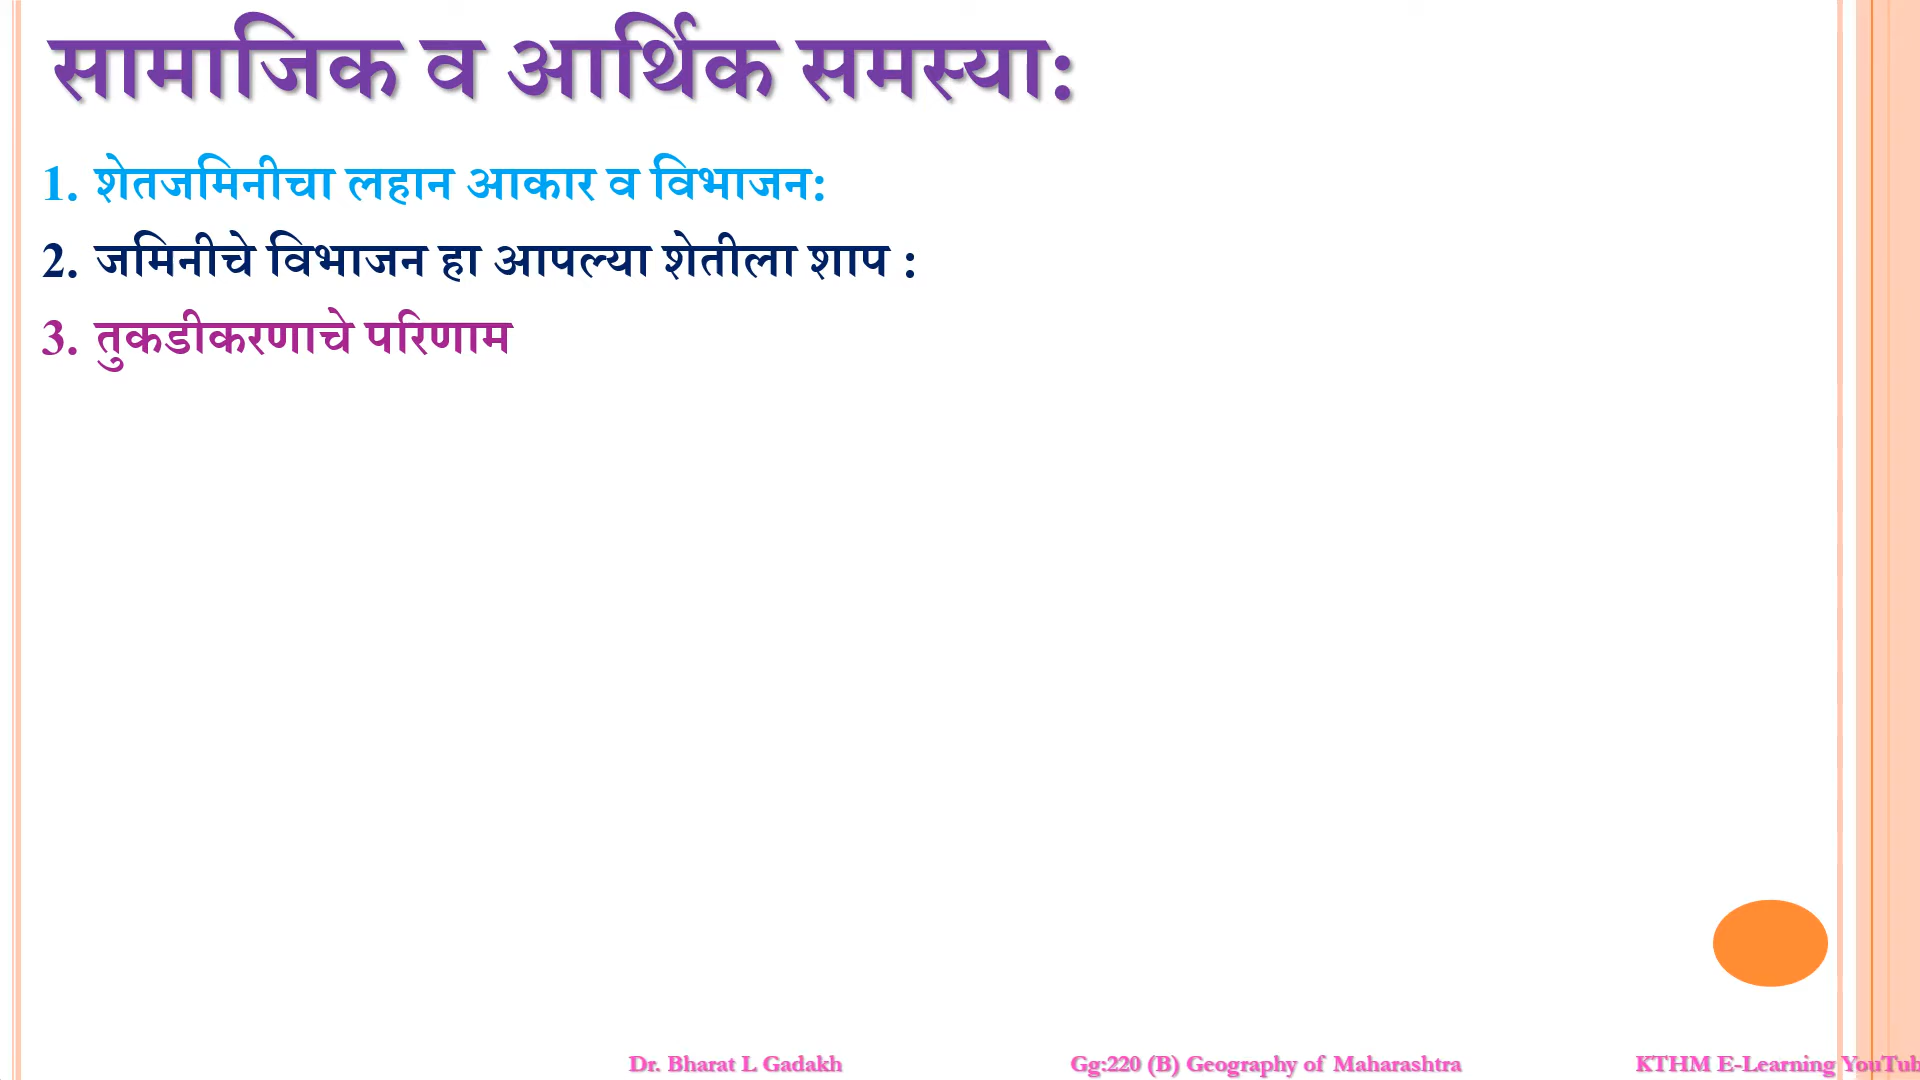 सामाजिक व आर्थिक समस्या:
1. शेतजमिनीचा लहान आकार व विभाजन:
2. जमिनीचे विभाजन हा आपल्या शेतीला शाप :
3. तुकडीकरणाचे परिणाम
Dr. Bharat L Gadakh Gg:220 (B) Geography of Maharashtra KTHM E-Learning YouTub